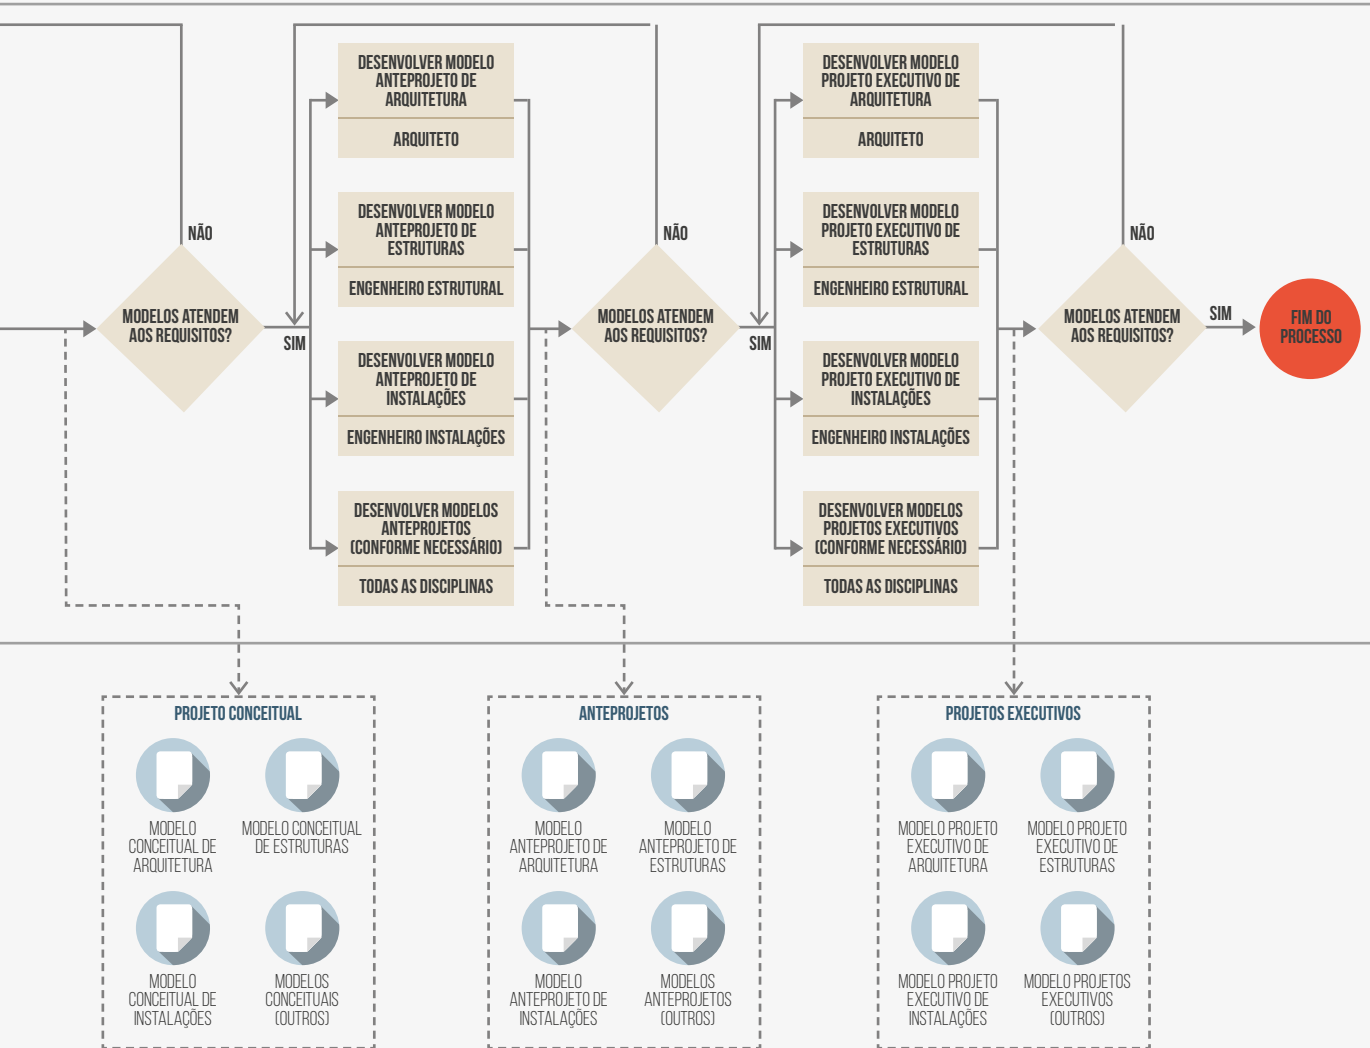 NÃO
MODELOS ATENDEM
AOS REQUISITOS?
SIM
DESENVOLVER MODELO
ANTEPROJETO DE
ARQUITETURA
ARQUITETO
DESENVOLVER MODELO
ANTEPROJETO DE
ESTRUTURAS
ENGENHEIRO ESTRUTURAL
DESENVOLVER MODELO
ANTEPROJETO DE
INSTALAÇÕES
ENGENHEIRO INSTALAÇÕES
DESENVOLVER MODELOS
ANTEPROJETOS
(CONFORME NECESSÁRIO)
TODAS AS DISCIPLINAS
NÃO
MODELOS ATENDEM
AOS REQUISITOS?
SIM
DESENVOLVER MODELO
PROJETO EXECUTIVO DE
ARQUITETURA
ARQUITETO
DESENVOLVER MODELO
PROJETO EXECUTIVO DE
ESTRUTURAS
ENGENHEIRO ESTRUTURAL
DESENVOLVER MODELO
PROJETO EXECUTIVO DE
INSTALAÇÕES
ENGENHEIRO INSTALAÇÕES
DESENVOLVER MODELOS
PROJETOS EXECUTIVOS
(CONFORME NECESSÁRIO)
TODAS AS DISCIPLINAS
NÃO
MODELOS ATENDEM
AOS REQUISITOS?
SIM
FIM DO
PROCESSO
PROJETO CONCEITUAL
MODELO
CONCEITUAL DE
ARQUITETURA
MODELO CONCEITUAL
DE ESTRUTURAS
MODELO
CONCEITUAL DE
INSTALAÇÕES
MODELOS
CONCEITUAIS
(OUTROS)
ANTEPROJETOS
MODELO
ANTEPROJETO DE
ARQUITETURA
MODELO
ANTEPROJETO DE
ESTRUTURAS
MODELO
ANTEPROJETO DE
INSTALAÇÕES
MODELOS
ANTEPROJETOS
(OUTROS)
PROJETOS EXECUTIVOS
MODELO PROJETO
EXECUTIVO DE
ARQUITETURA
MODELO PROJETO
EXECUTIVO DE
ESTRUTURAS
MODELO PROJETO
EXECUTIVO DE
INSTALAÇÕES
MODELO PROJETOS
EXECUTIVOS
(OUTROS)